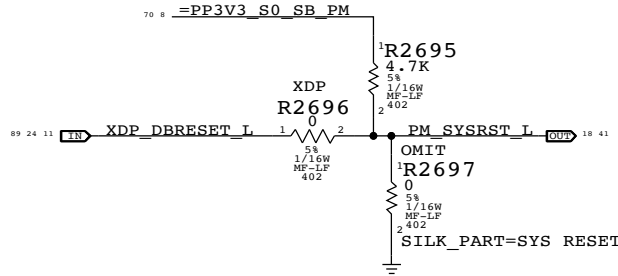 70 8 =PP3V3_S0_SB_PM
1 R2695
4.7K
5%
1/16W
MF-LF
2 402
XDP
R2696
0
89 24 11 IN XDP_DBRESET_L 1 2 PM_SYSRST_L OUT 18 41
5%
1/16W
MF-LF
402
OMIT
1 R2697
0
5%
1/16W
MF-LF
2 402
SILK_PART=SYS RESET